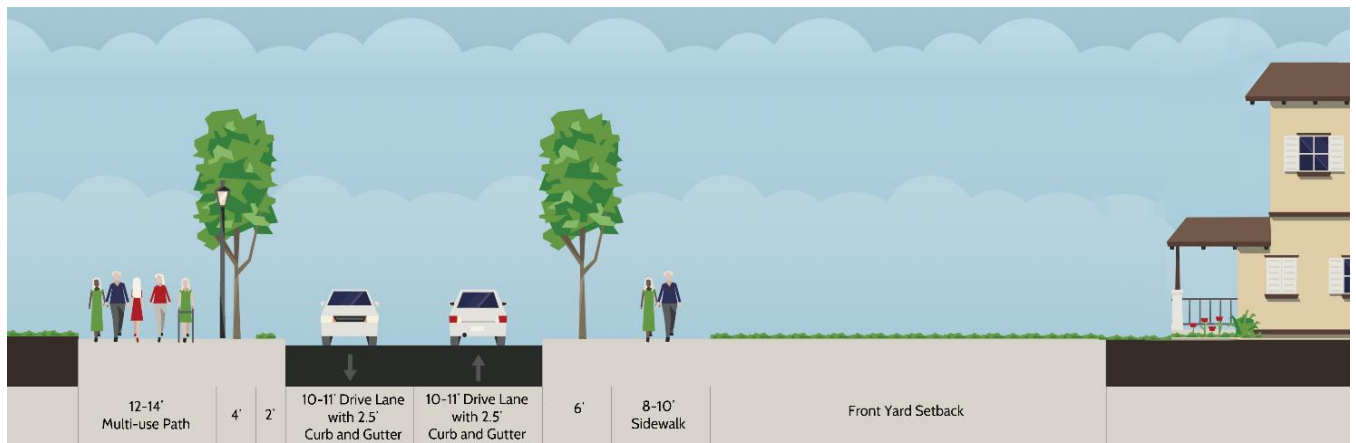 12-14'
Multi-use Path
4'
2'
10-11' Drive Lane
with 2.5'
Curb and Gutter
10-11' Drive Lane
with 2.5'
Curb and Gutter
6'
8-10'
Sidewalk
Front Yard Setback